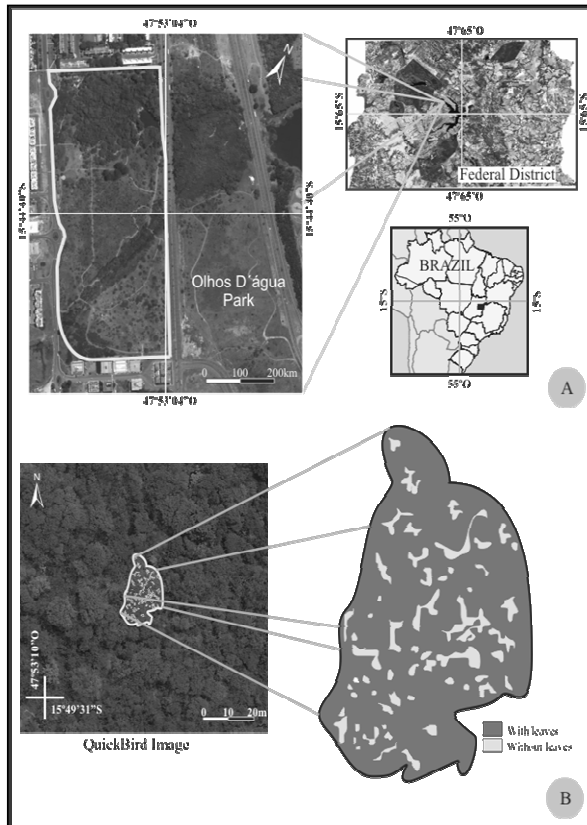 47°53'04"O
N
15°44'40"S
15°44'40"S
Olhos D'água
Park
0 100 200km
47°53'04"O
47°65'O
15°65'S
15°65'S
Federal District
47°65'O
55°O
BRAZIL
15°S
15°S
55°O
A
N
47°53'10"O
15°49'31"S
0 10 20m
QuickBird Image
With leaves
Without leaves
B